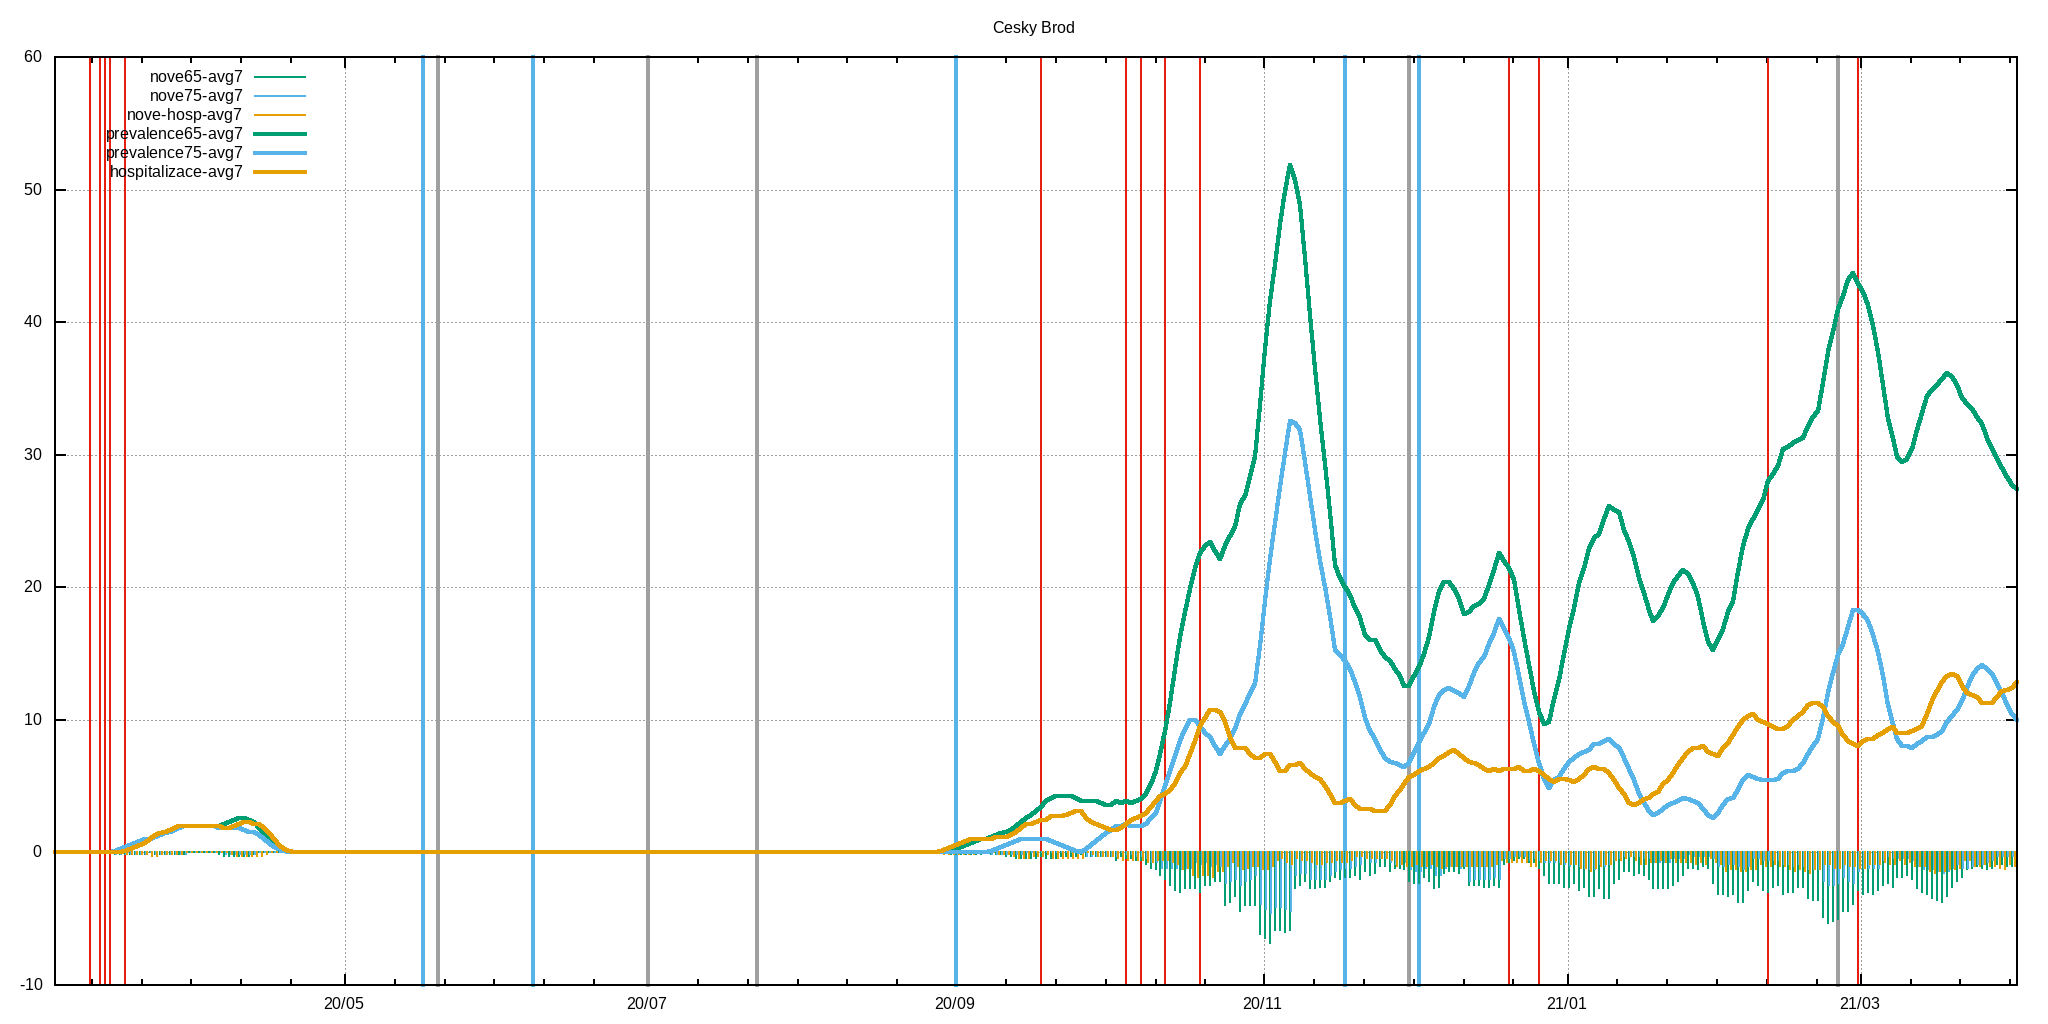 Cesky Brod
60
50
40
30
20
10
0
-10
nove65-avg7
nove75-avg7
nove-hosp-avg7
prevalence65-avg7
prevalence75-avg7
hospitalizace-avg7
20/05 20/07 20/09 20/11 21/01 21/03